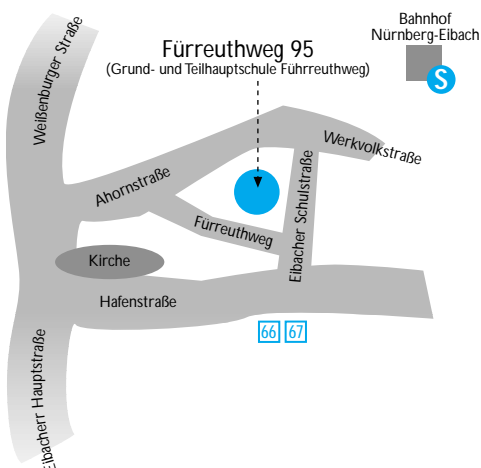 Bahnhof
Nürnberg-Eibach
S
Fürreuthweg 95
(Grund- und Teilhauptschule Führreuthweg)
Weißenburger Straße
Werkvolkstraße
Ahornstraße
Eibacher Schulstraße
Fürreuthweg
Kirche
Hafenstraße
66 67
Eibacherr Hauptstraße